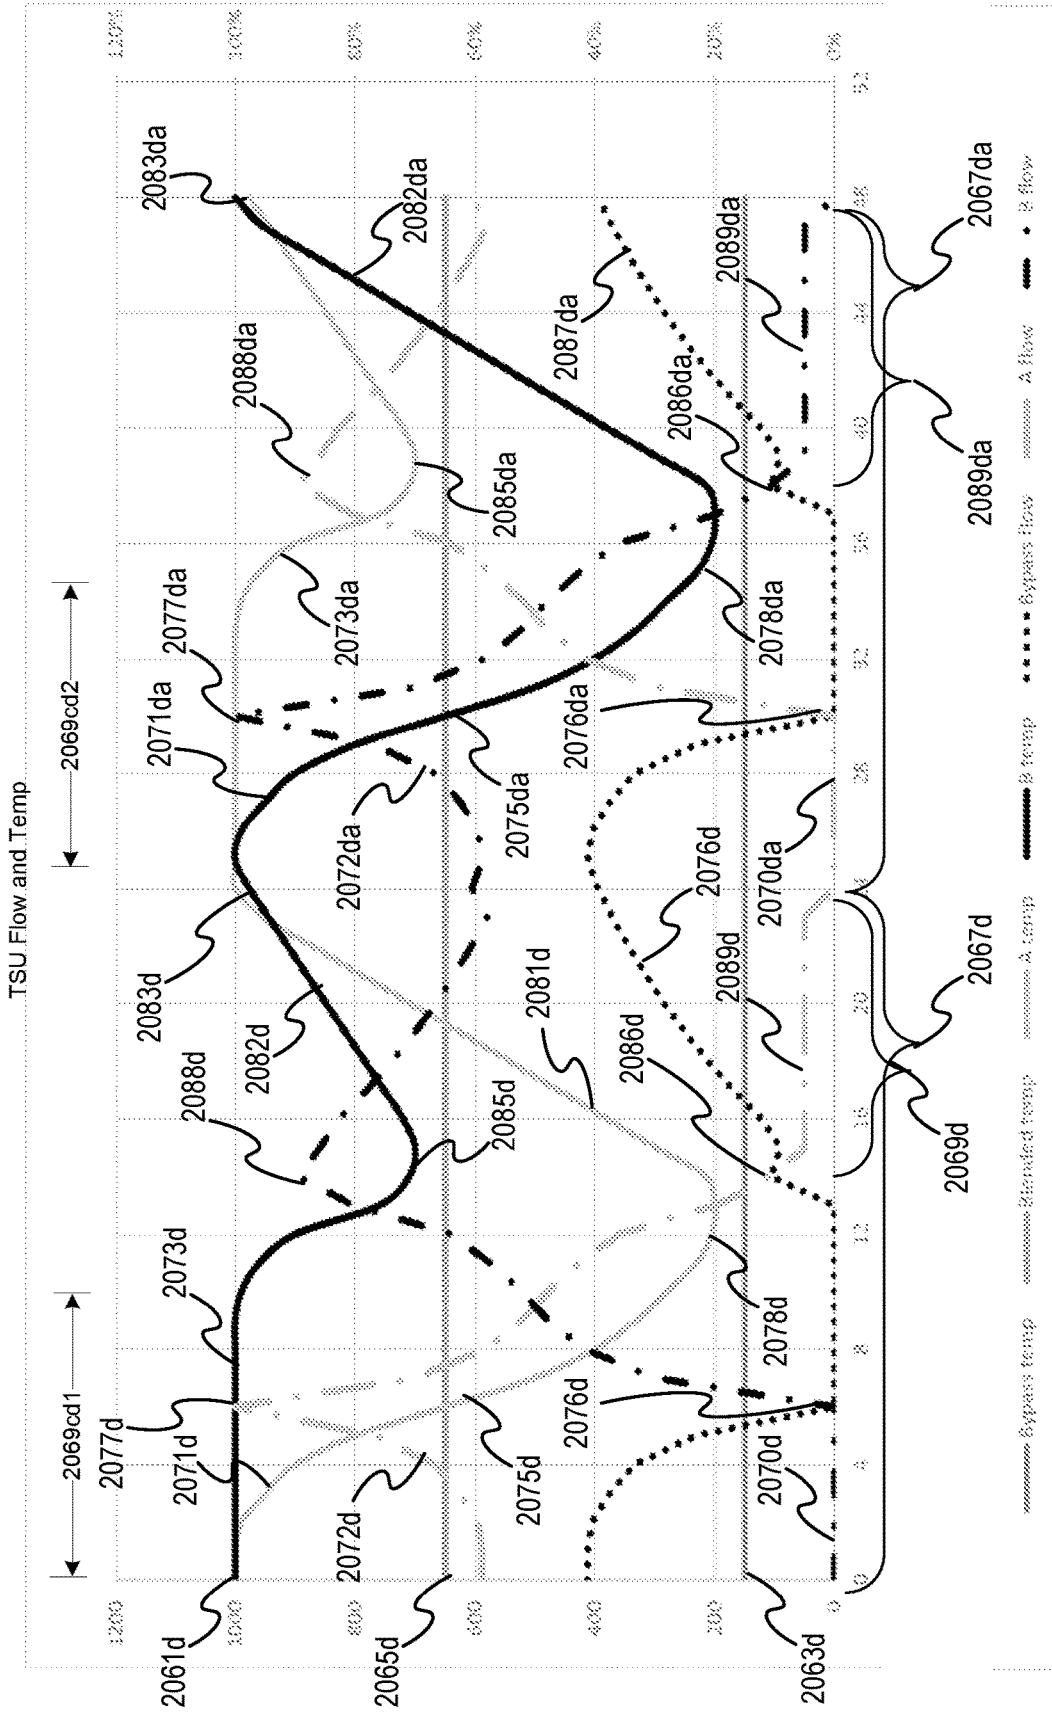 TSU Flow and Temp
2069cd1
2069cd2
1200
1000
800
600
400
200
0
120%
100%
80%
60%
40%
20%
0%
0
4
8
12
16
20
24
28
32
36
40
44
48
52
2061d
2065d
2063d
2077d
2071d
2072d
2075d
2076d
2070d
2073d
2078d
2088d
2085d
2086d
2081d
2082d
2083d
2089d
2076d
2070da
2069d
2067d
2072da
2075da
2071da
2077da
2076da
2073da
2078da
2085da
2088da
2086da
2087da
2089da
2082da
2083da
2089da
2067da
Bypass temp
Blended temp
A temp
B temp
Bypass flow
A flow
B flow